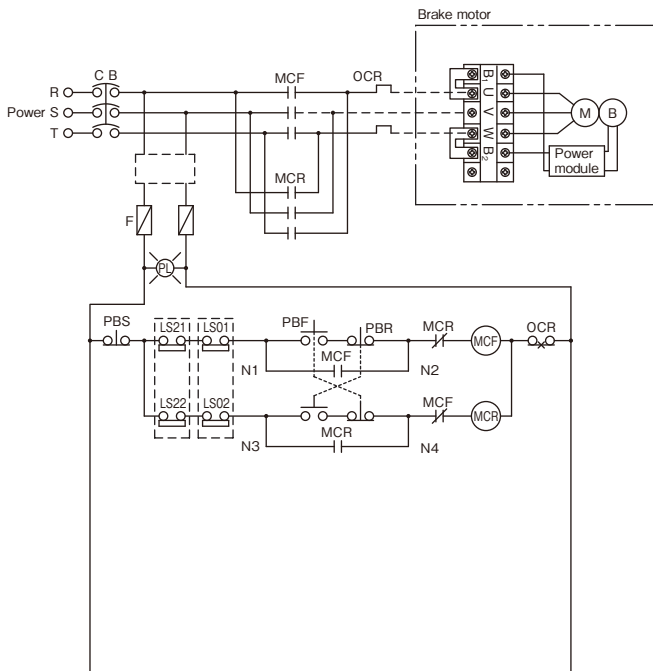 Brake motor
C B
MCF
OCR
R
Power S
T
B1
U
V
W
B2
M
B
Power
module
MCR
F
PL
PBS
LS21
LS01
PBF
PBR
MCR
MCF
OCR
MCF
N1
N2
LS22
LS02
MCF
MCR
MCR
N3
N4